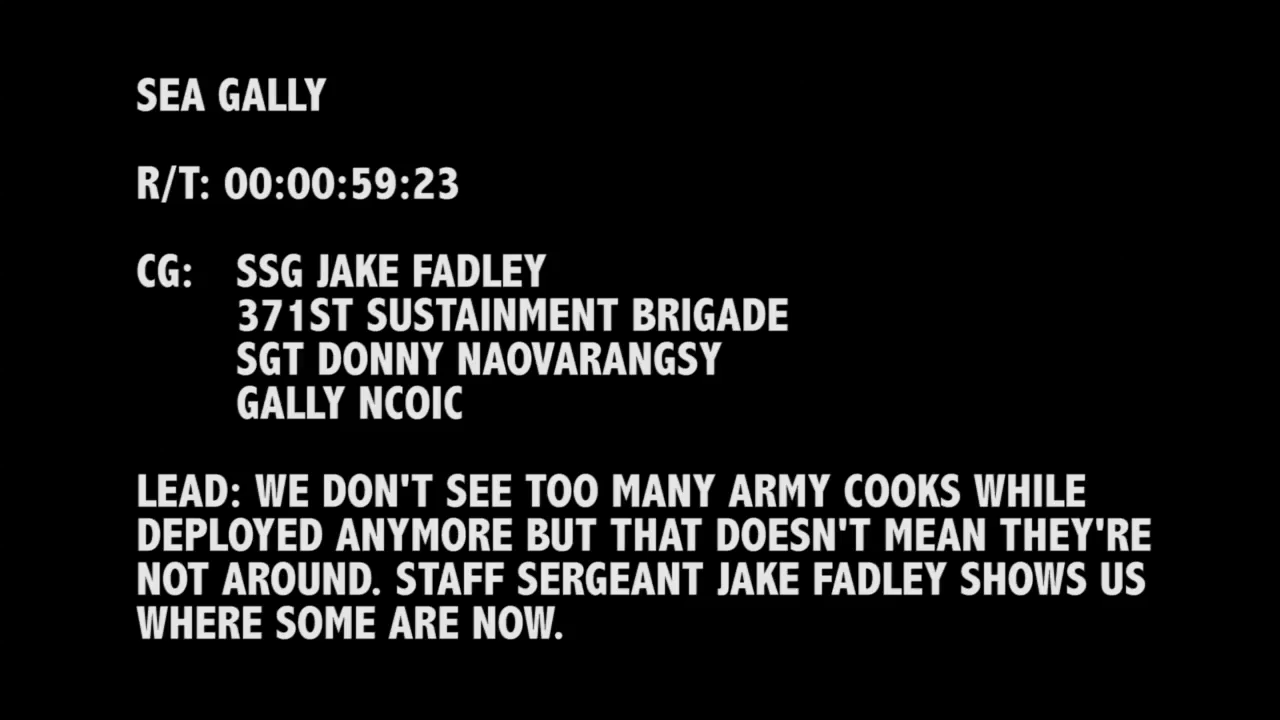 SEA GALLY
R/T: 00:00:59:23
CG: SSG JAKE FADLEY
371ST SUSTAINMENT BRIGADE
SGT DONNY NAOVARANGSY
GALLY NCOIC
LEAD: WE DON'T SEE TOO MANY ARMY COOKS WHILE
DEPLOYED ANYMORE BUT THAT DOESN'T MEAN THEY'RE
NOT AROUND. STAFF SERGEANT JAKE FADLEY SHOWS US
WHERE SOME ARE NOW.